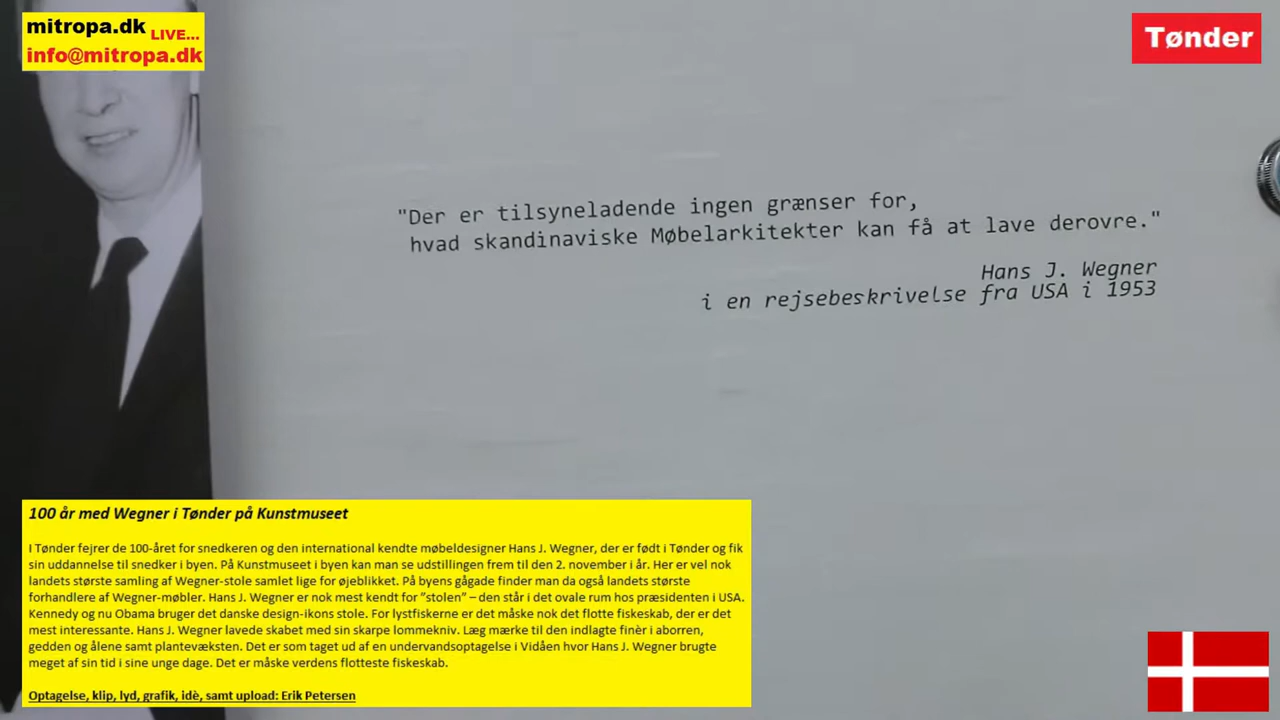 mitropa.dk LIVE...
info@mitropa.dk
Tønder
"Der er tilsyneladende ingen grænser for,
hvad skandinaviske Møbelarkitekter kan få at lave derovre."
Hans J. Wegner
i en rejsebeskrivelse fra USA i 1953
100 år med Wegner i Tønder på Kunstmuseet
I Tønder fejrer de 100-året for snedkeren og den international kendte møbeldesigner Hans J. Wegner, der er født i Tønder og fik
sin uddannelse til snedker i byen. På Kunstmuseet i byen kan man se udstillingen frem til den 2. november i år. Her er vel nok
landets største samling af Wegner-stole samlet lige for øjeblikket. På byens gågade finder man da også landets største
forhandlere af Wegner-møbler. Hans J. Wegner er nok mest kendt for "stolen" – den står i det ovale rum hos præsidenten i USA.
Kennedy og nu Obama bruger det danske design-ikons stole. For lystfiskerne er det måske nok det flotte fiskeskab, der er det
mest interessante. Hans J. Wegner lavede skabet med sin skarpe lommekniv. Læg mærke til den indlagte finèr i aborren,
gedden og ålene samt plantevæksten. Det er som taget ud af en undervandsoptagelse i Vidåen hvor Hans J. Wegner brugte
meget af sin tid i sine unge dage. Det er måske verdens flotteste fiskeskab.
Optagelse, klip, lyd, grafik, idè, samt upload: Erik Petersen